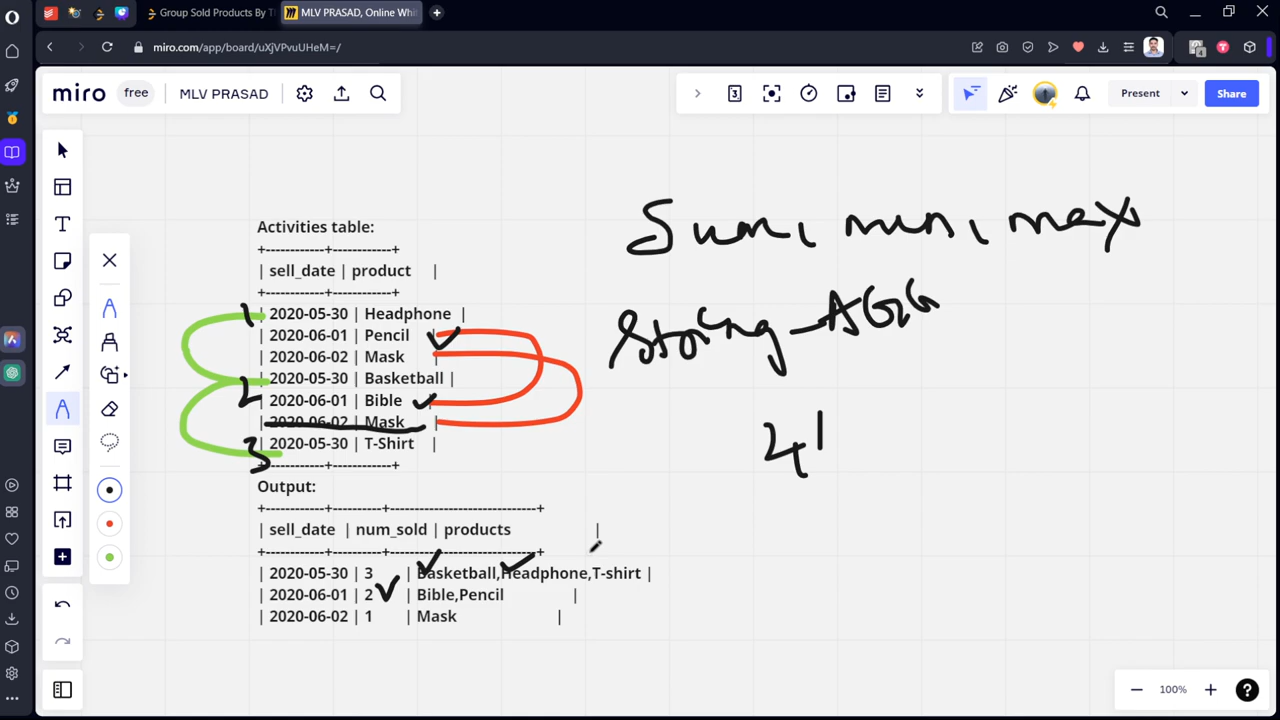 Group Sold Products By T
MLV PRASAD, Online Whi
miro.com/app/board/uXjVPvuUHeM=/
miro free MLV PRASAD
Present
Share
Sum, min, max
String-AGG
41
Activities table:
+------------+------------+
| sell_date | product |
+------------+------------+
| 2020-05-30 | Headphone |
| 2020-06-01 | Pencil |
| 2020-06-02 | Mask |
| 2020-05-30 | Basketball |
| 2020-06-01 | Bible |
| 2020-06-02 | Mask |
| 2020-05-30 | T-Shirt |
+------------+------------+
1
2
3
Output:
+------------+----------+------------------------------+
| sell_date | num_sold | products |
+------------+----------+------------------------------+
| 2020-05-30 | 3 | Basketball,Headphone,T-shirt |
| 2020-06-01 | 2 | Bible,Pencil |
| 2020-06-02 | 1 | Mask |
100%